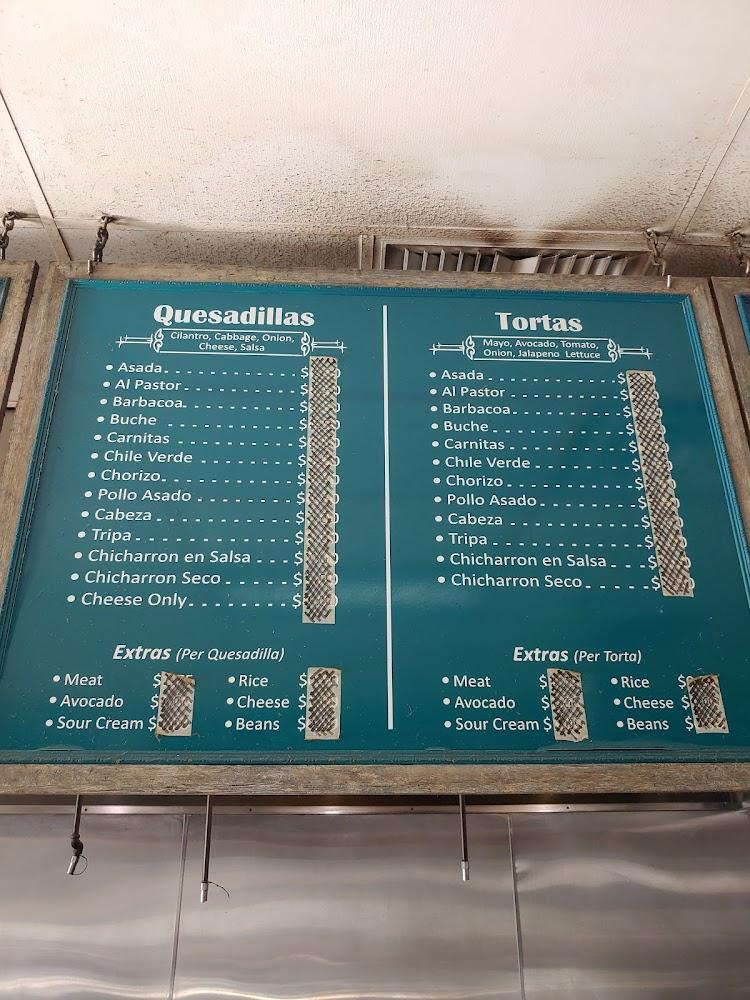 Quesadillas
Cilantro, Cabbage, Onion,
Cheese, Salsa
• Asada $
• Al Pastor $
• Barbacoa $
• Buche $
• Carnitas $
• Chile Verde $
• Chorizo $
• Pollo Asado $
• Cabeza $
• Tripa $
• Chicharron en Salsa $
• Chicharron Seco $
• Cheese Only $
Extras (Per Quesadilla)
• Meat $
• Avocado $
• Sour Cream $
• Rice $
• Cheese $
• Beans $
Tortas
Mayo, Avocado, Tomato,
Onion, Jalapeno Lettuce
• Asada $
• Al Pastor $
• Barbacoa $
• Buche $
• Carnitas $
• Chile Verde $
• Chorizo $
• Pollo Asado $
• Cabeza $
• Tripa $
• Chicharron en Salsa $
• Chicharron Seco $
Extras (Per Torta)
• Meat $
• Avocado $
• Sour Cream $
• Rice $
• Cheese $
• Beans $